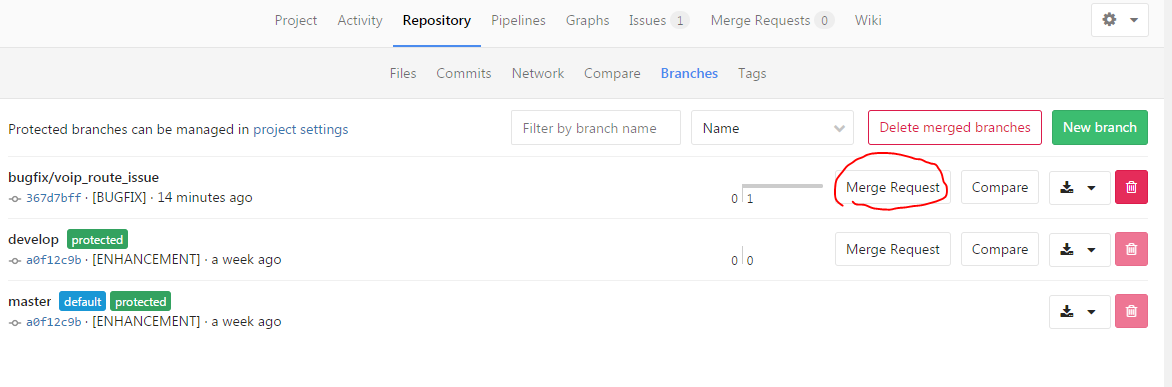 Project Activity Repository Pipelines Graphs Issues 1 Merge Requests 0 Wiki
Files Commits Network Compare Branches Tags
Protected branches can be managed in project settings Filter by branch name Name Delete merged branches New branch
bugfix/voip_route_issue
367d7bff · [BUGFIX] · 14 minutes ago 0 1 Merge Request Compare
develop protected
a0f12c9b · [ENHANCEMENT] · a week ago 0 0 Merge Request Compare
master default protected
a0f12c9b · [ENHANCEMENT] · a week ago